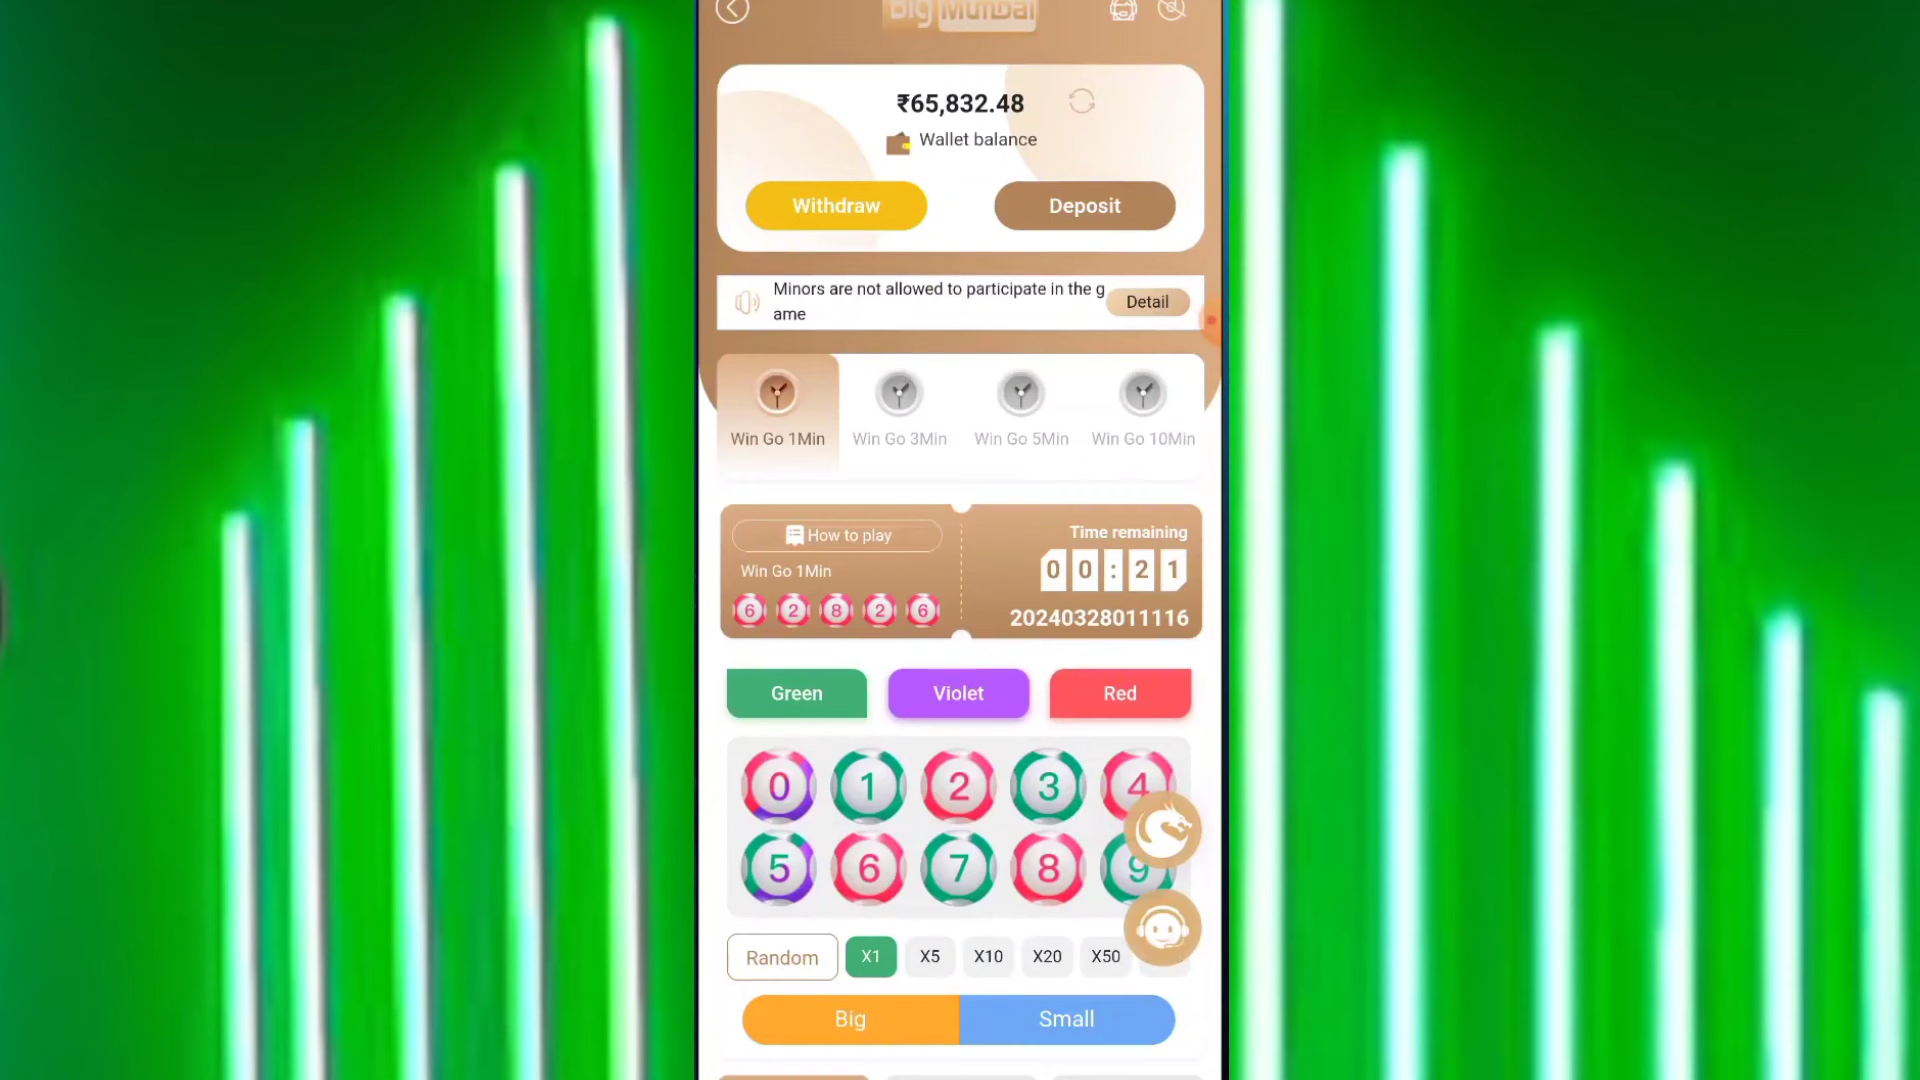 Big Mumbai
₹65,832.48
Wallet balance
Withdraw
Deposit
Minors are not allowed to participate in the g
ame
Detail
Win Go 1Min
Win Go 3Min
Win Go 5Min
Win Go 10Min
How to play
Time remaining
Win Go 1Min
00:21
6 2 8 2 6
20240328011116
Green
Violet
Red
0 1 2 3 4
5 6 7 8 9
Random
X1
X5
X10
X20
X50
Big
Small